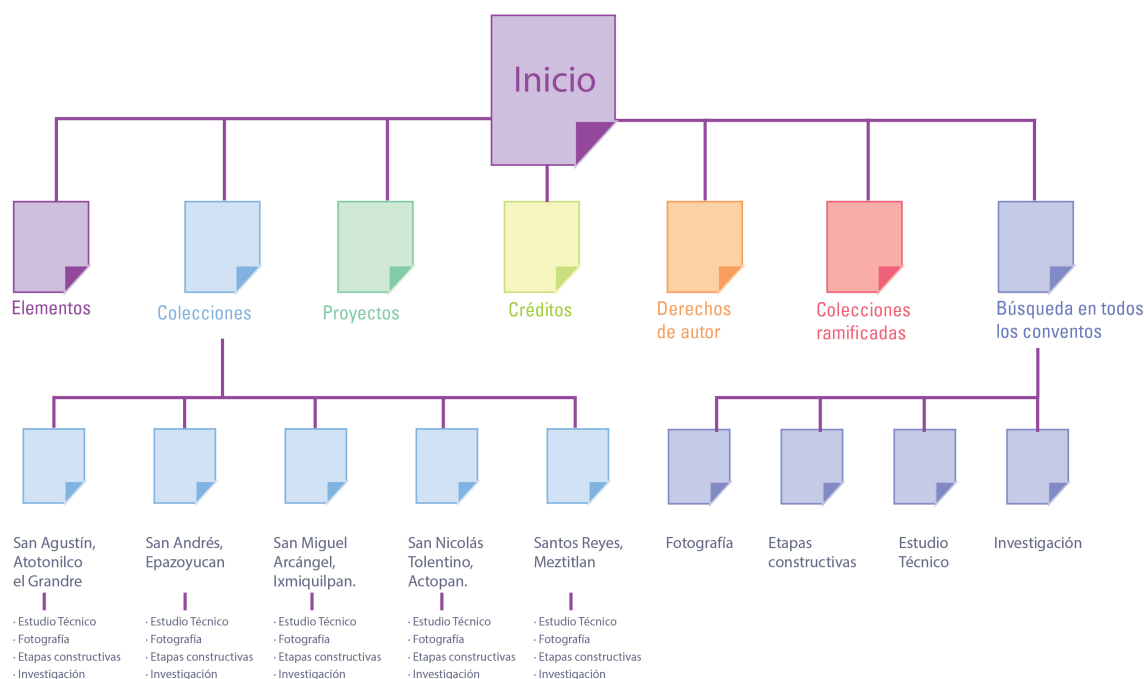 Inicio
Elementos
Colecciones
Proyectos
Créditos
Derechos
de autor
Colecciones
ramificadas
Búsqueda en todos
los conventos
San Agustín,
Atotonilco
el Grandre
San Andrés,
Epazoyucan
San Miguel
Arcángel,
Ixmiquilpan.
San Nicolás
Tolentino,
Actopan.
Santos Reyes,
Meztitlan
Fotografía
Etapas
constructivas
Estudio
Técnico
Investigación
· Estudio Técnico
· Fotografía
· Etapas constructivas
· Investigación
· Estudio Técnico
· Fotografía
· Etapas constructivas
· Investigación
· Estudio Técnico
· Fotografía
· Etapas constructivas
· Investigación
· Estudio Técnico
· Fotografía
· Etapas constructivas
· Investigación
· Estudio Técnico
· Fotografía
· Etapas constructivas
· Investigación